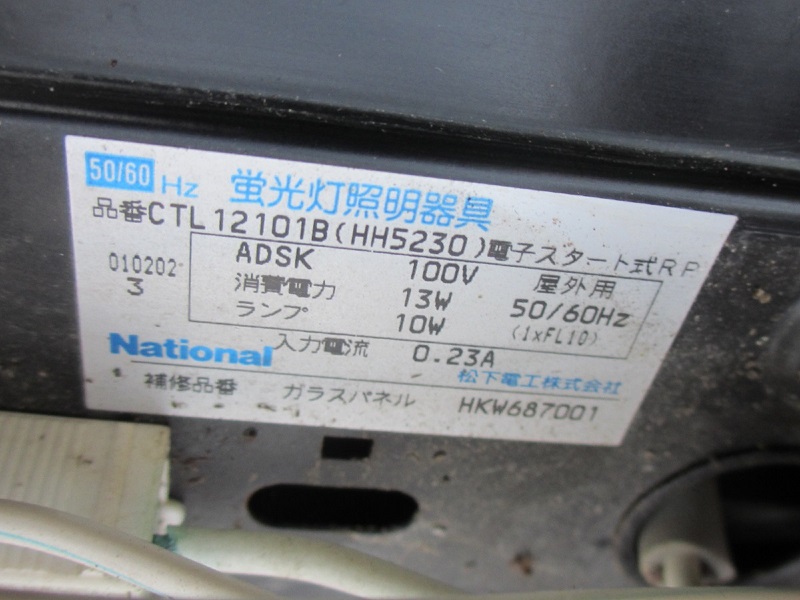 50/60 Hz 蛍光灯照明器具
品番CTL12101B(HH5230)電子スタート式RP
010202
3
ADSK 100V 屋外用
消費電力 13W 50/60Hz
ランプ 10W (1xFL10)
入力電流 0.23A
National 松下電工株式会社
補修品番 ガラスパネル HKW687001